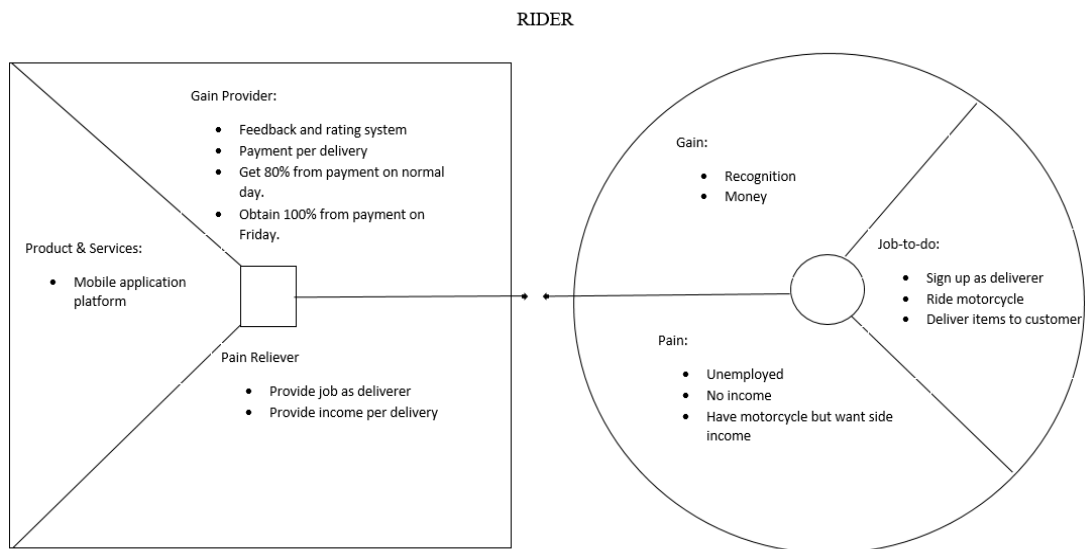 RIDER
Gain Provider:
• Feedback and rating system
• Payment per delivery
• Get 80% from payment on normal
day.
• Obtain 100% from payment on
Friday.
Product & Services:
• Mobile application
platform
Pain Reliever
• Provide job as deliverer
• Provide income per delivery
Gain:
• Recognition
• Money
Job-to-do:
• Sign up as deliverer
• Ride motorcycle
• Deliver items to customer
Pain:
• Unemployed
• No income
• Have motorcycle but want side
income